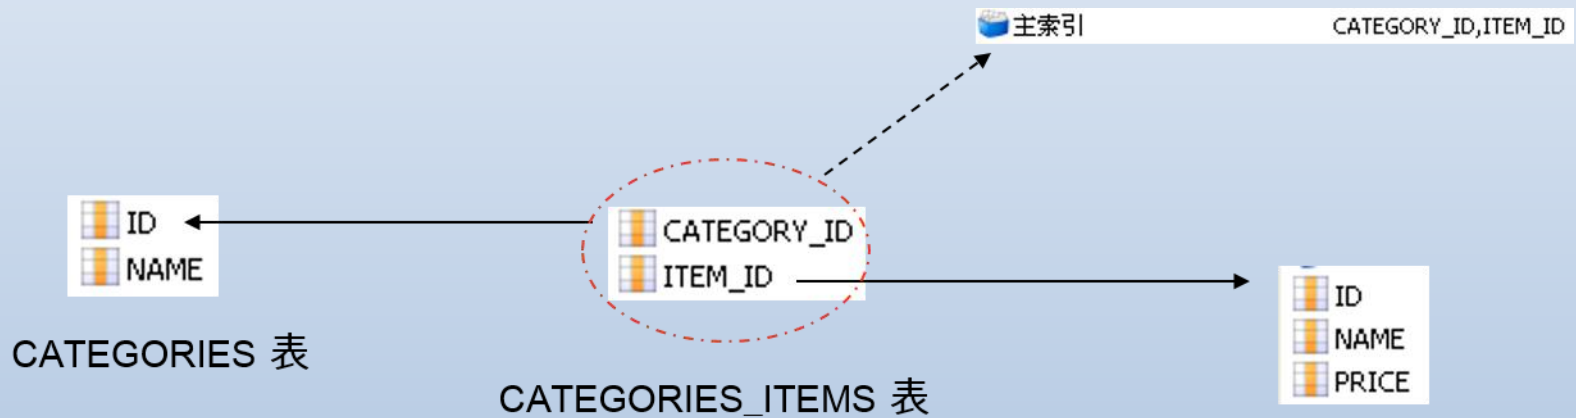 主索引 CATEGORY_ID,ITEM_ID
ID
NAME
CATEGORIES 表
CATEGORY_ID
ITEM_ID
CATEGORIES_ITEMS 表
ID
NAME
PRICE